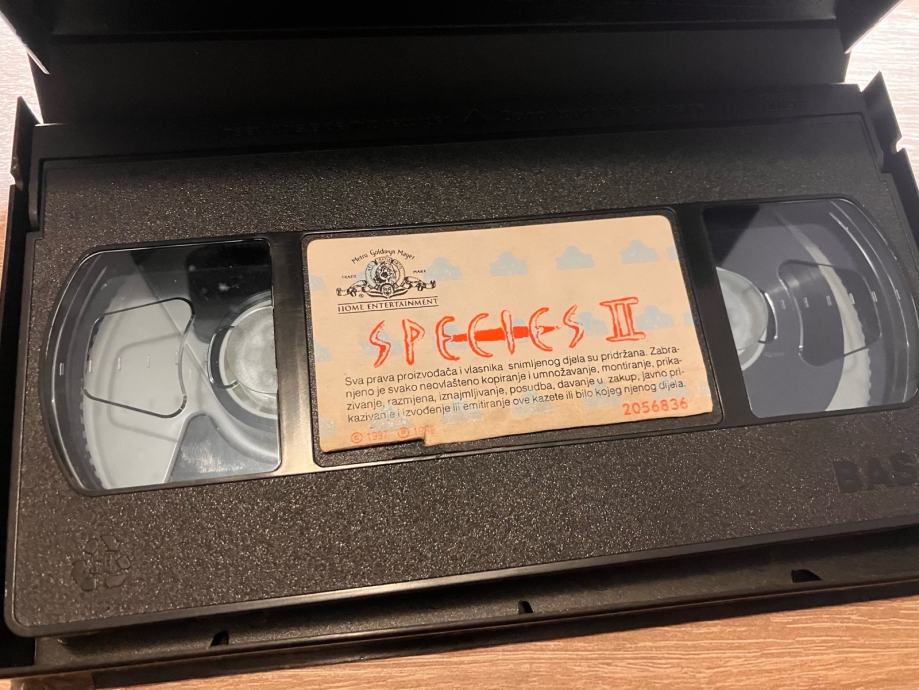 Metro Goldwyn Mayer
TRADE MARK
HOME ENTERTAINMENT
SPECIES II
Sva prava proizvođača i vlasnika snimljenog djela su pridržana. Zabra-
njeno je svako neovlašteno kopiranje i umnožavanje, montiranje, prika-
zivanje, razmjena, iznajmljivanje, posudba, davanje u zakup, javno pri-
kazivanje i izvođenje ili emitiranje ove kazete ili bilo kojeg njenog dijela.
2056836
© 1997
BAS